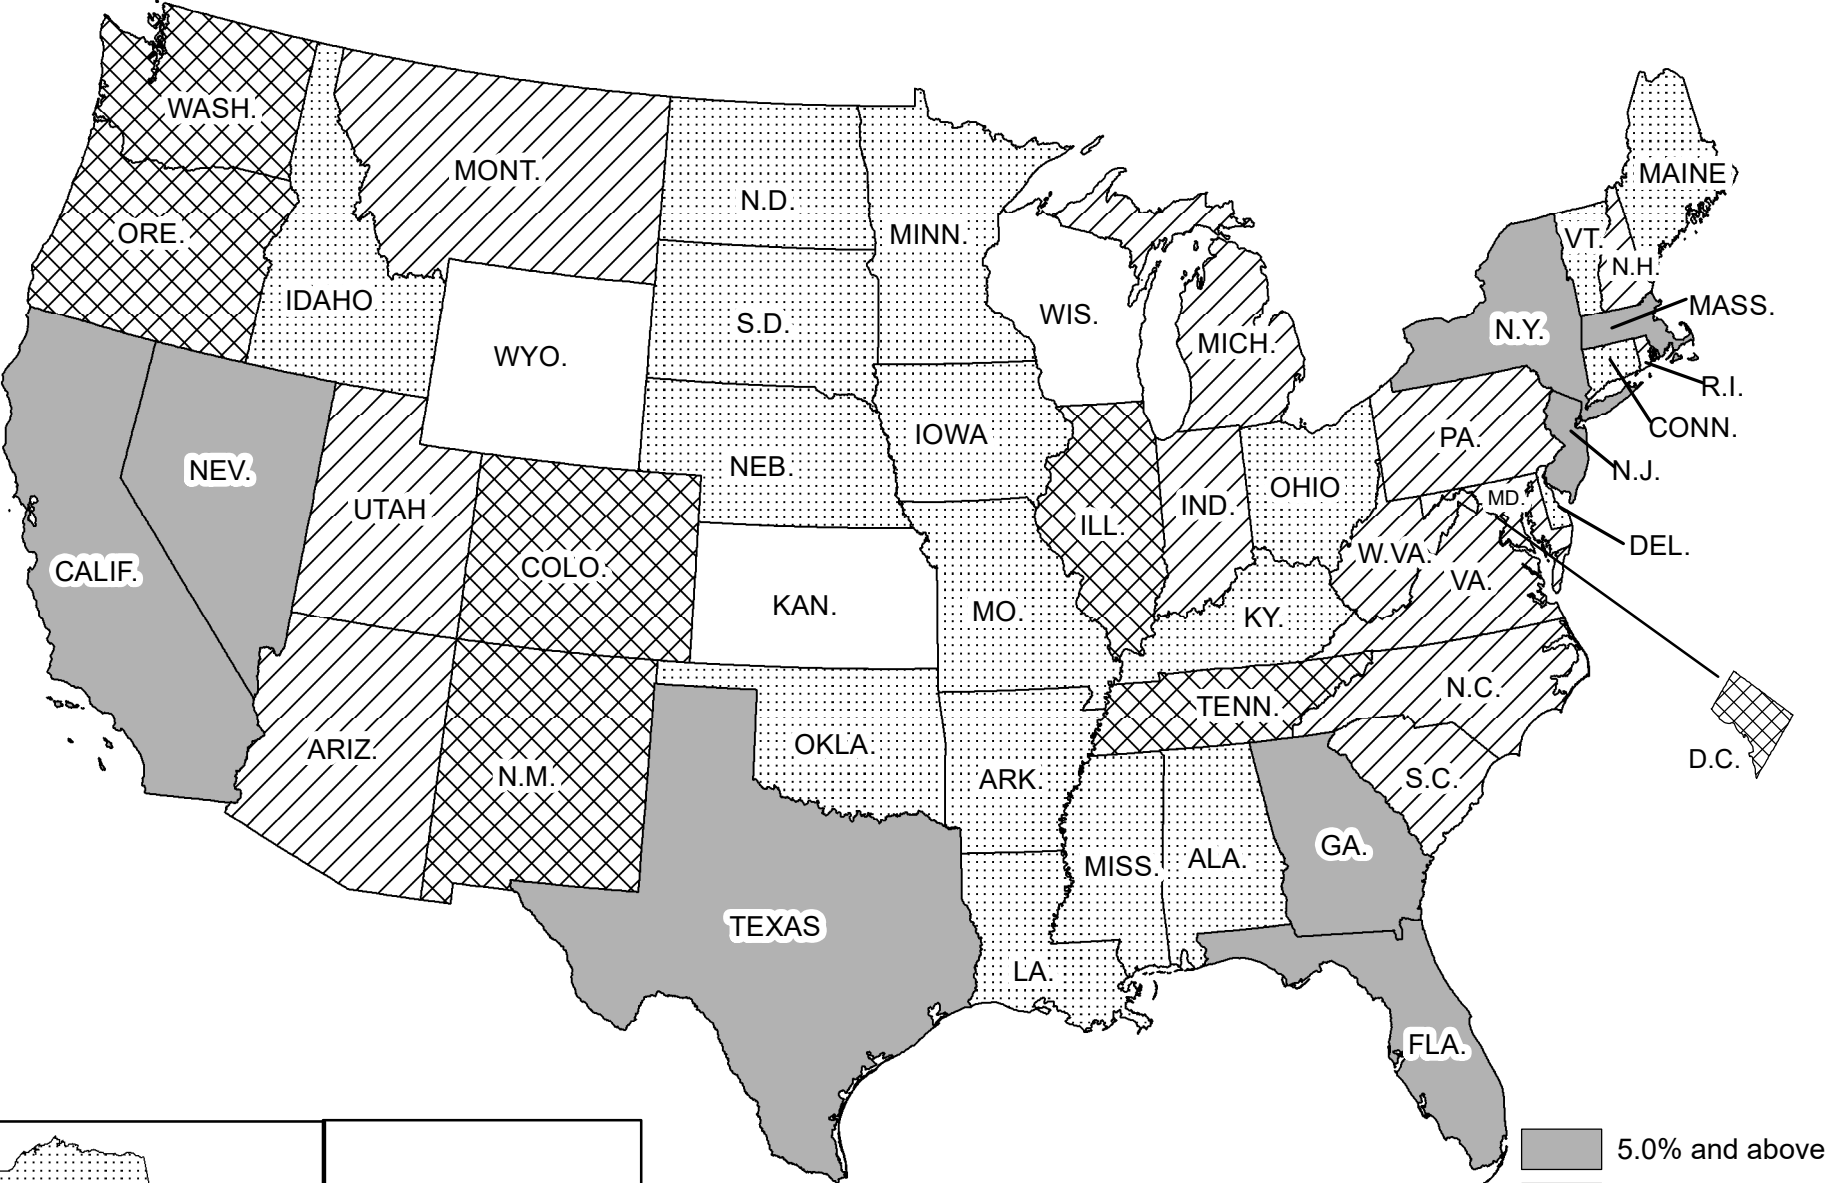 WASH.
MONT.
N.D.
MINN.
MAINE
ORE.
VT.
N.H.
IDAHO
S.D.
WIS.
MICH.
N.Y.
MASS.
WYO.
R.I.
CONN.
NEV.
NEB.
IOWA
PA.
N.J.
UTAH
OHIO
IND.
MD.
COLO.
ILL.
DEL.
CALIF.
W.VA.
VA.
KAN.
MO.
KY.
N.C.
TENN.
ARIZ.
OKLA.
D.C.
N.M.
ARK.
S.C.
GA.
MISS.
ALA.
TEXAS
LA.
FLA.
5.0% and above